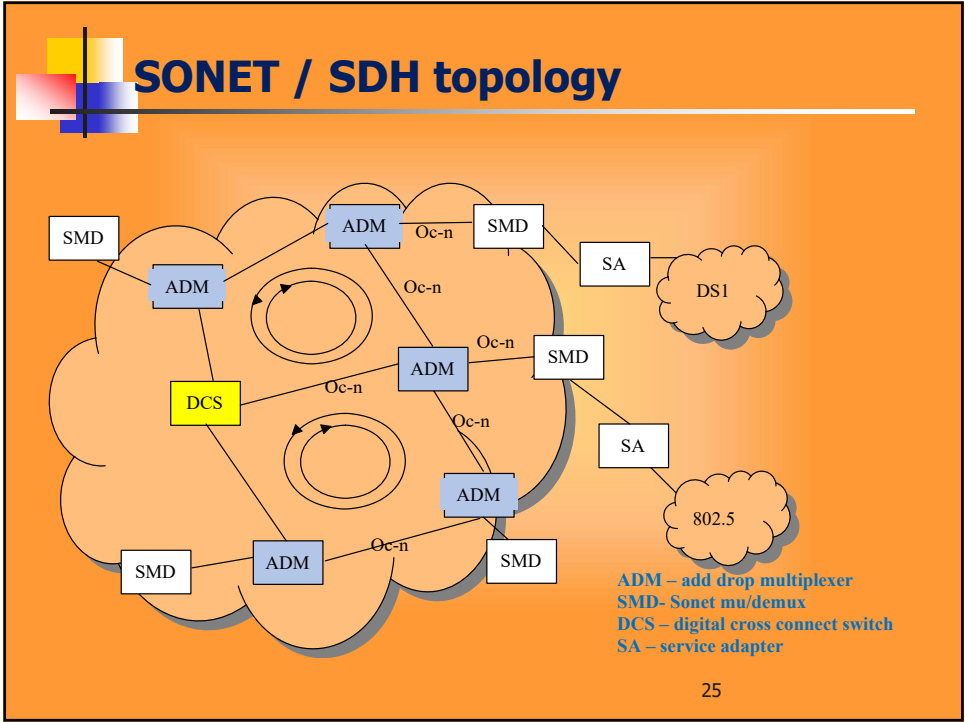 SONET / SDH topology
ADM
SMD
Oc-n
SMD
SA
ADM
DS1
Oc-n
Oc-n
SMD
ADM
Oc-n
DCS
Oc-n
SA
ADM
802.5
Oc-n
SMD
ADM
SMD
ADM – add drop multiplexer
SMD- Sonet mu/demux
DCS – digital cross connect switch
SA – service adapter
25